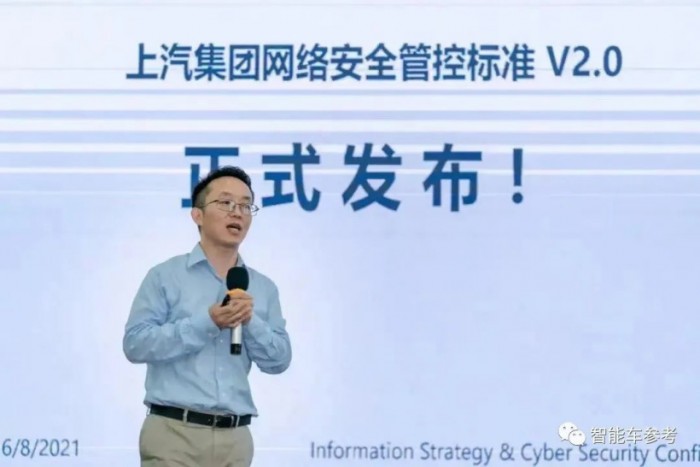 上汽集团网络安全管控标准 V2.0
正式发布！
6/8/2021
Information Strategy & Cyber Security Conf
智能车参考